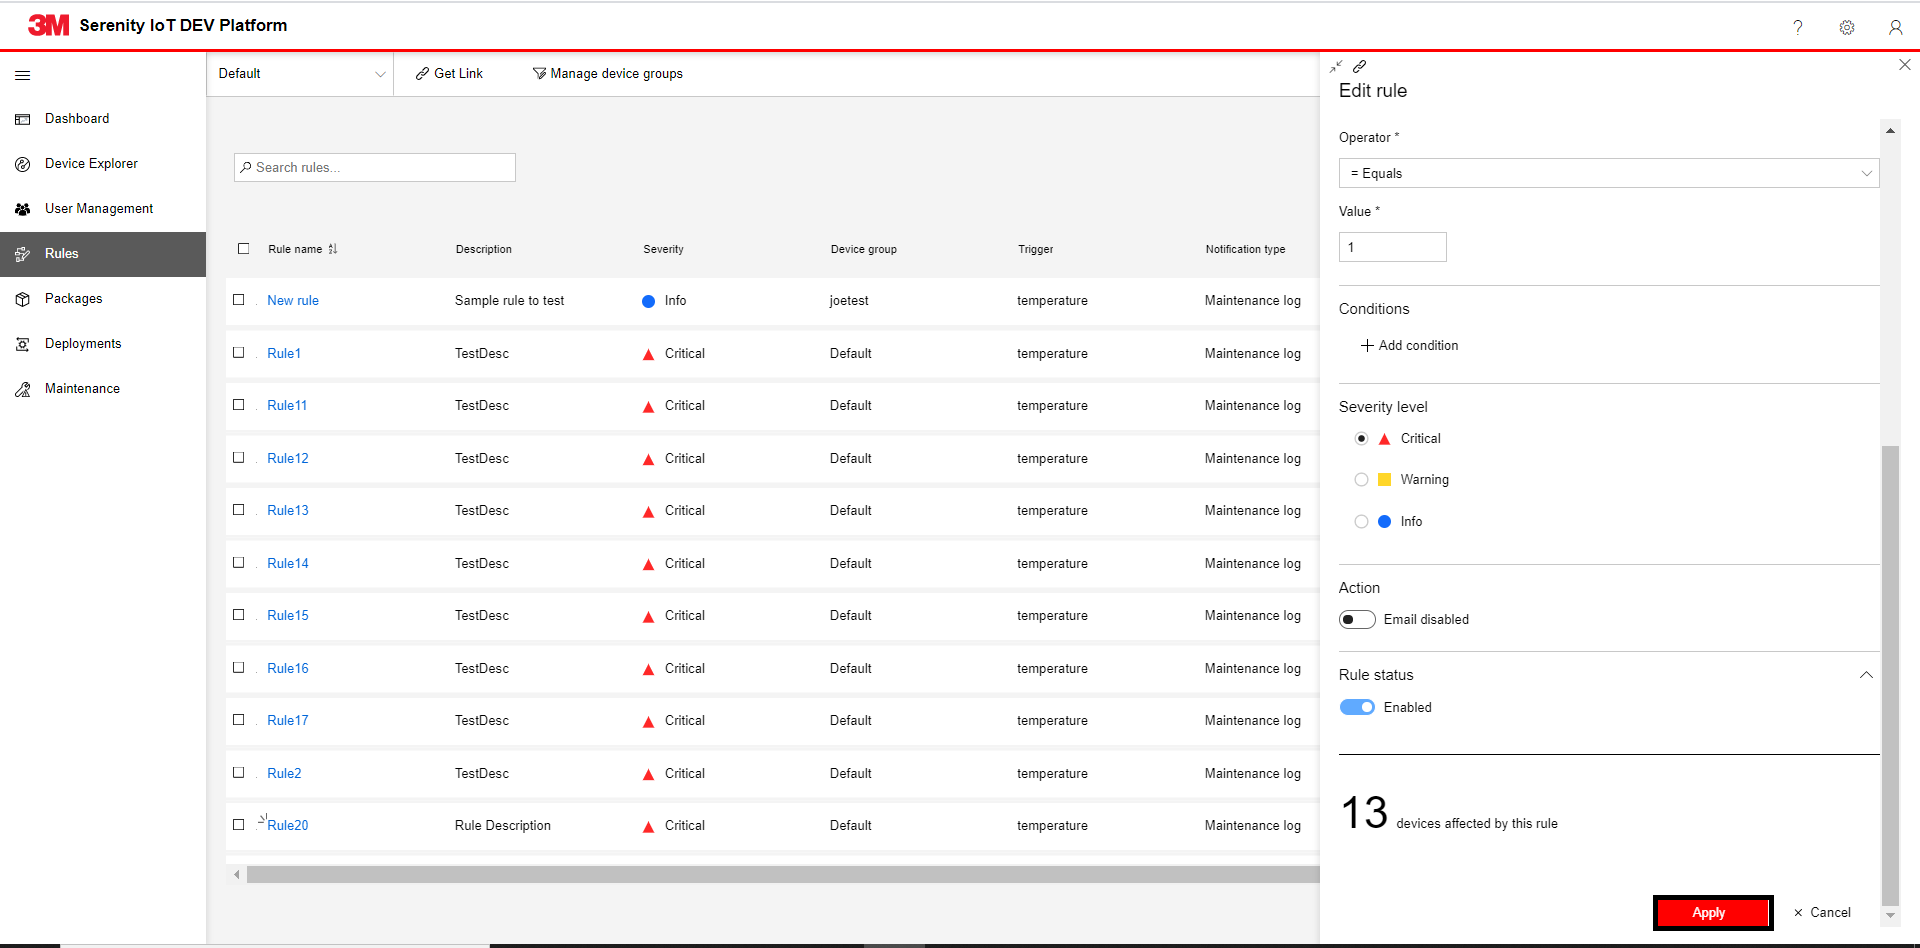 3M Serenity IoT DEV Platform
Default
Get Link
Manage device groups
Dashboard
Device Explorer
User Management
Rules
Packages
Deployments
Maintenance
Search rules...
Rule name Description Severity Device group Trigger Notification type
New rule Sample rule to test Info joetest temperature Maintenance log
Rule1 TestDesc Critical Default temperature Maintenance log
Rule11 TestDesc Critical Default temperature Maintenance log
Rule12 TestDesc Critical Default temperature Maintenance log
Rule13 TestDesc Critical Default temperature Maintenance log
Rule14 TestDesc Critical Default temperature Maintenance log
Rule15 TestDesc Critical Default temperature Maintenance log
Rule16 TestDesc Critical Default temperature Maintenance log
Rule17 TestDesc Critical Default temperature Maintenance log
Rule2 TestDesc Critical Default temperature Maintenance log
Rule20 Rule Description Critical Default temperature Maintenance log
Edit rule
Operator *
= Equals
Value *
1
Conditions
+ Add condition
Severity level
Critical
Warning
Info
Action
Email disabled
Rule status
Enabled
13 devices affected by this rule
Apply
× Cancel